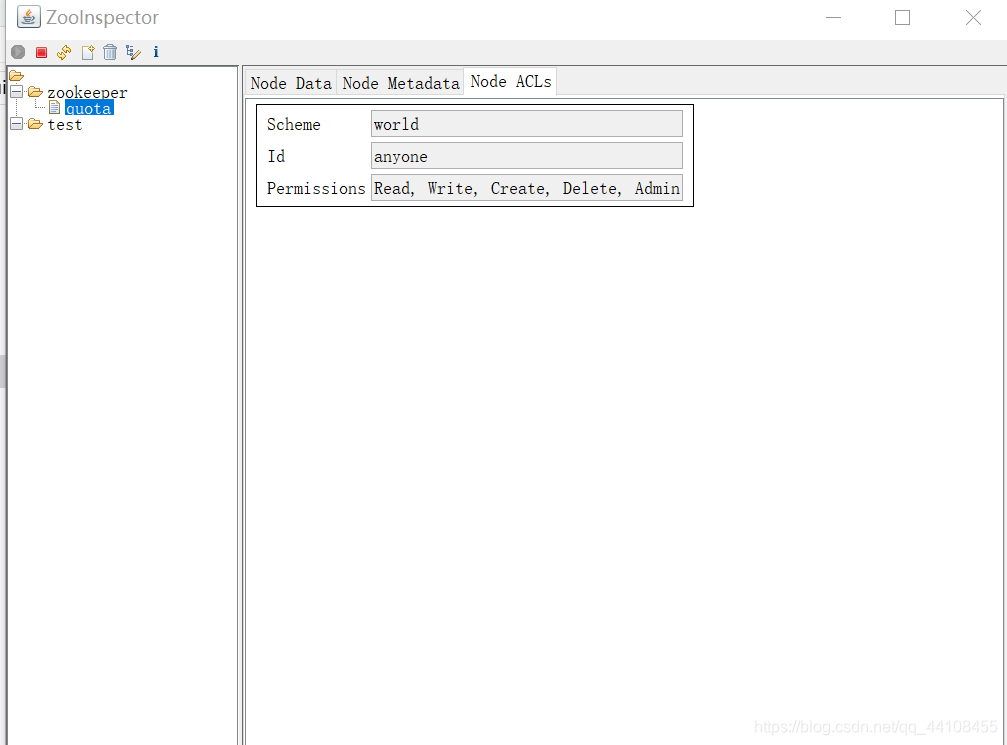 ZooInspector
zookeeper
quota
test
Node Data Node Metadata Node ACLs
Scheme world
Id anyone
Permissions Read, Write, Create, Delete, Admin
https://blog.csdn.net/qq_44108455